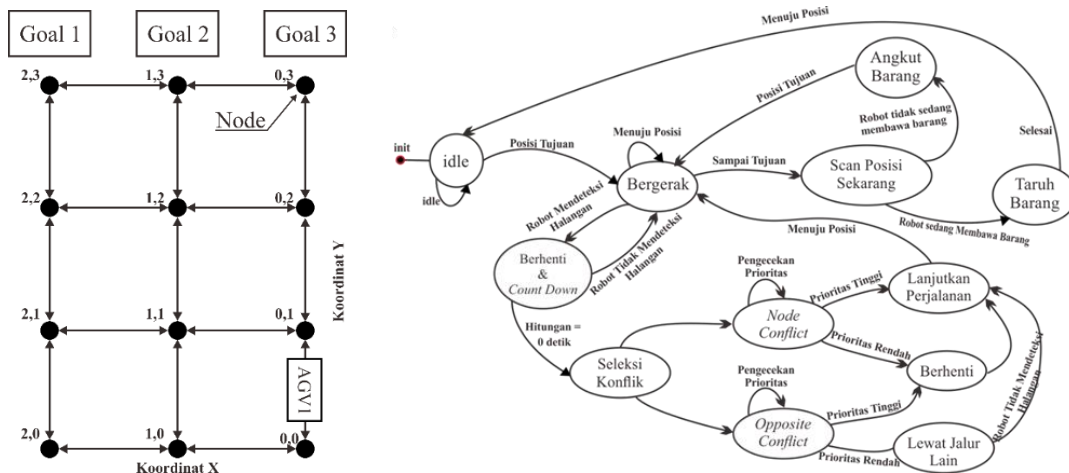 Goal 1
Goal 2
Goal 3
2,3
1,3
0,3
Node
2,2
1,2
0,2
Koordinat Y
2,1
1,1
0,1
AGV1
2,0
1,0
0,0
Koordinat X
Menuju Posisi
Angkut
Barang
Posisi Tujuan
Robot tidak sedang
membawa barang
Selesai
init
idle
idle
Posisi Tujuan
Menuju Posisi
Bergerak
Sampai Tujuan
Scan Posisi
Sekarang
Taruh
Barang
Robot sedang Membawa Barang
Robot Mendeteksi
Halangan
Robot Tidak Mendeteksi
Halangan
Berhenti
&
Count Down
Menuju Posisi
Hitungan =
0 detik
Seleksi
Konflik
Pengecekan
Prioritas
Node
Conflict
Prioritas Tinggi
Lanjutkan
Perjalanan
Prioritas Rendah
Berhenti
Pengecekan
Prioritas
Opposite
Conflict
Prioritas Tinggi
Prioritas Rendah
Lewat Jalur
Lain
Robot Tidak Mendeteksi
Halangan